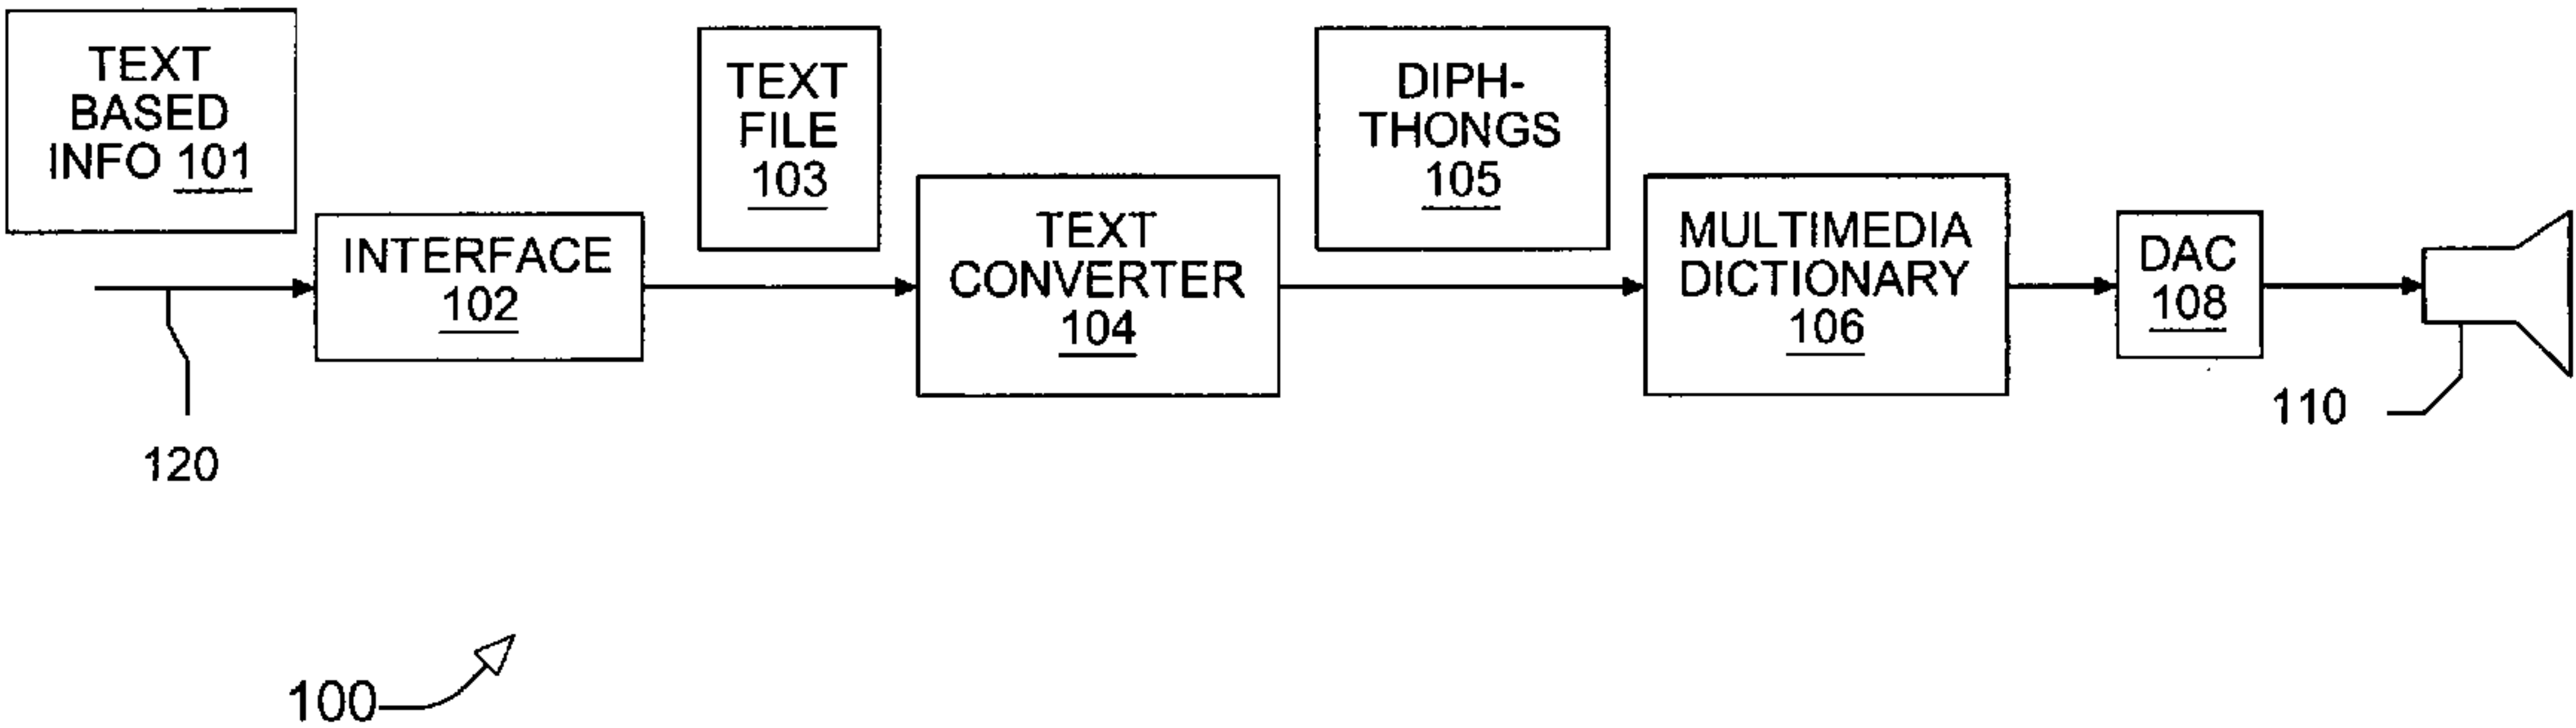 TEXT
BASED
INFO 101
INTERFACE
102
TEXT
FILE
103
TEXT
CONVERTER
104
DIPH-
THONGS
105
MULTIMEDIA
DICTIONARY
106
DAC
108
110
120
100